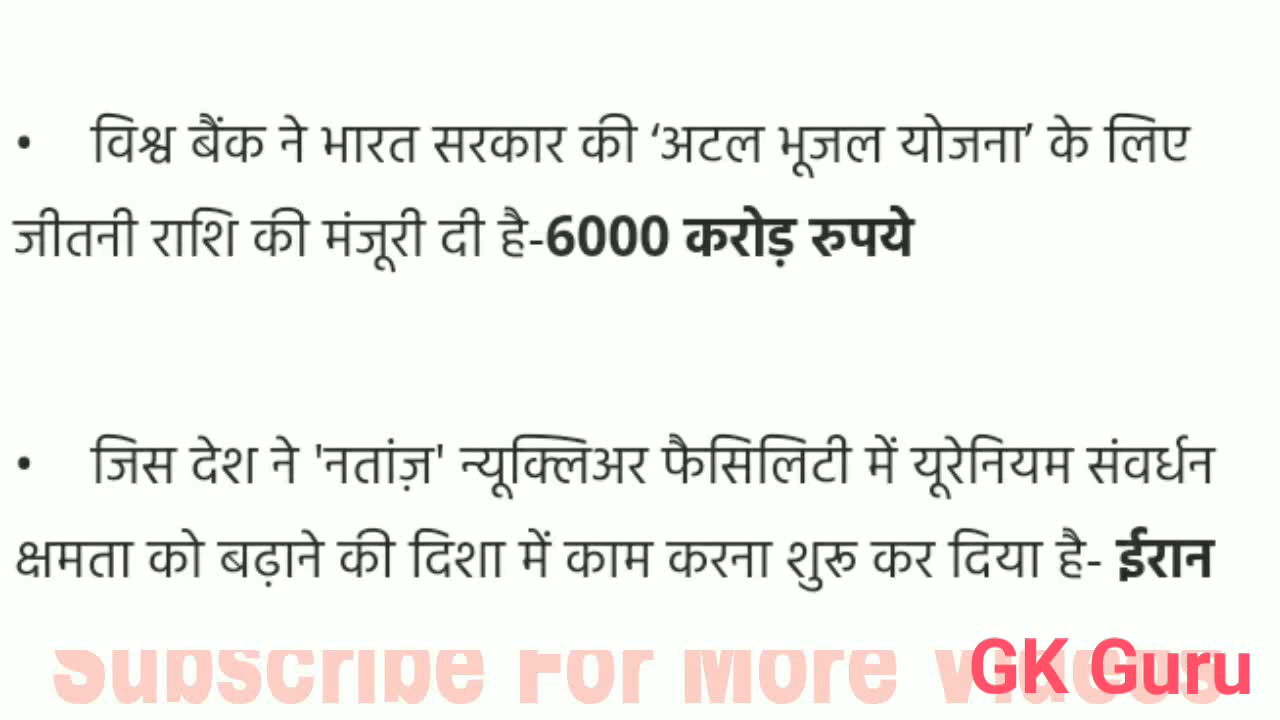 • विश्व बैंक ने भारत सरकार की ‘अटल भूजल योजना’ के लिए
जीतनी राशि की मंजूरी दी है-6000 करोड़ रुपये
• जिस देश ने 'नतांज़' न्यूक्लिअर फैसिलिटी में यूरेनियम संवर्धन
क्षमता को बढ़ाने की दिशा में काम करना शुरू कर दिया है- ईरान
Subscribe For More Videos
GK Guru